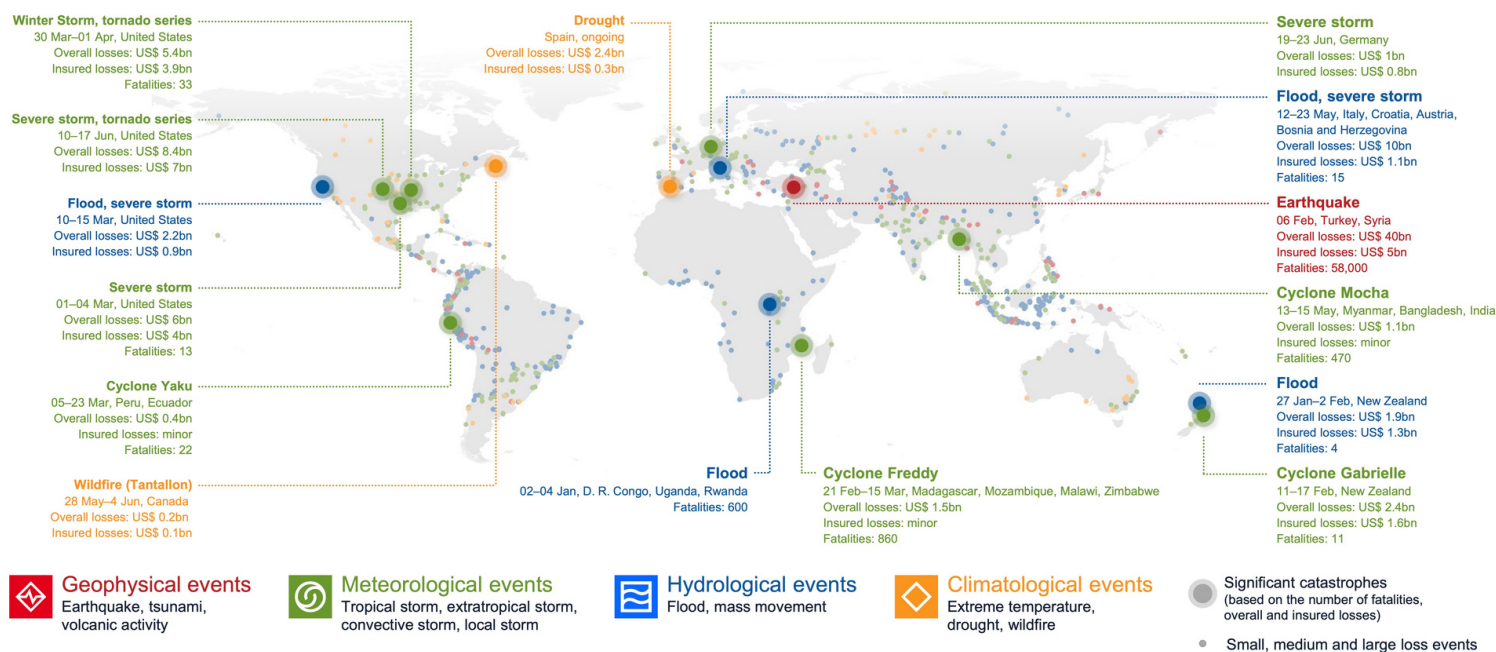 Winter Storm, tornado series
30 Mar–01 Apr, United States
Overall losses: US$ 5.4bn
Insured losses: US$ 3.9bn
Fatalities: 33
Severe storm, tornado series
10–17 Jun, United States
Overall losses: US$ 8.4bn
Insured losses: US$ 7bn
Flood, severe storm
10–15 Mar, United States
Overall losses: US$ 2.2bn
Insured losses: US$ 0.9bn
Severe storm
01–04 Mar, United States
Overall losses: US$ 6bn
Insured losses: US$ 4bn
Fatalities: 13
Cyclone Yaku
05–23 Mar, Peru, Ecuador
Overall losses: US$ 0.4bn
Insured losses: minor
Fatalities: 22
Wildfire (Tantallon)
28 May–4 Jun, Canada
Overall losses: US$ 0.2bn
Insured losses: US$ 0.1bn
Drought
Spain, ongoing
Overall losses: US$ 2.4bn
Insured losses: US$ 0.3bn
Flood
02–04 Jan, D. R. Congo, Uganda, Rwanda
Fatalities: 600
Cyclone Freddy
21 Feb–15 Mar, Madagascar, Mozambique, Malawi, Zimbabwe
Overall losses: US$ 1.5bn
Insured losses: minor
Fatalities: 860
Severe storm
19–23 Jun, Germany
Overall losses: US$ 1bn
Insured losses: US$ 0.8bn
Flood, severe storm
12–23 May, Italy, Croatia, Austria,
Bosnia and Herzegovina
Overall losses: US$ 10bn
Insured losses: US$ 1.1bn
Fatalities: 15
Earthquake
06 Feb, Turkey, Syria
Overall losses: US$ 40bn
Insured losses: US$ 5bn
Fatalities: 58,000
Cyclone Mocha
13–15 May, Myanmar, Bangladesh, India
Overall losses: US$ 1.1bn
Insured losses: minor
Fatalities: 470
Flood
27 Jan–2 Feb, New Zealand
Overall losses: US$ 1.9bn
Insured losses: US$ 1.3bn
Fatalities: 4
Cyclone Gabrielle
11–17 Feb, New Zealand
Overall losses: US$ 2.4bn
Insured losses: US$ 1.6bn
Fatalities: 11
Geophysical events
Earthquake, tsunami,
volcanic activity
Meteorological events
Tropical storm, extratropical storm,
convective storm, local storm
Hydrological events
Flood, mass movement
Climatological events
Extreme temperature,
drought, wildfire
Significant catastrophes
(based on the number of fatalities,
overall and insured losses)
Small, medium and large loss events